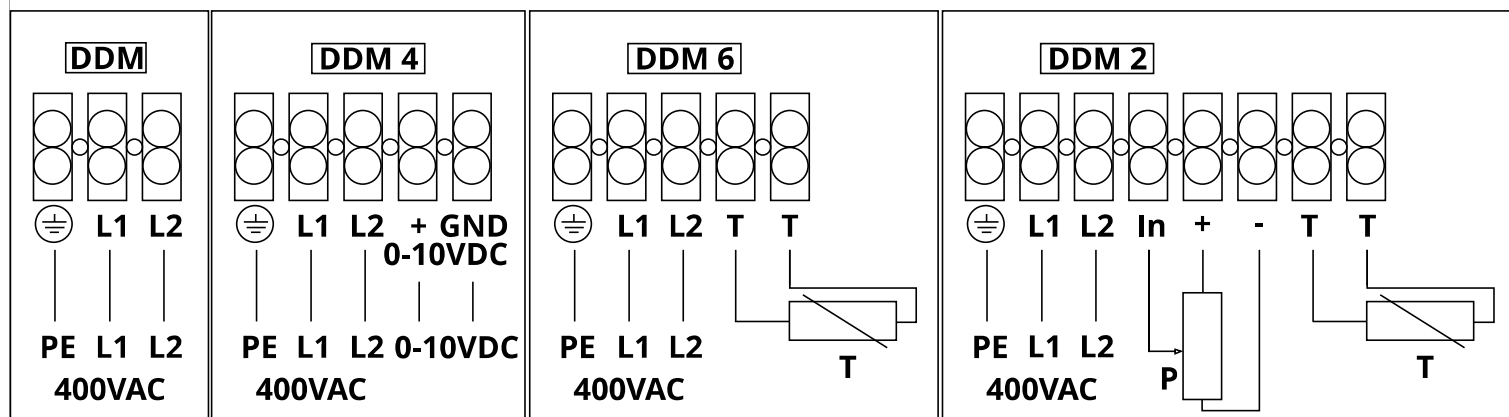 DDM
L1 L2
PE L1 L2
400VAC
DDM 4
L1 L2 + GND
0-10VDC
PE L1 L2 0-10VDC
400VAC
DDM 6
L1 L2 T T
PE L1 L2
T
400VAC
DDM 2
L1 L2 In + - T T
PE L1 L2
P
T
400VAC